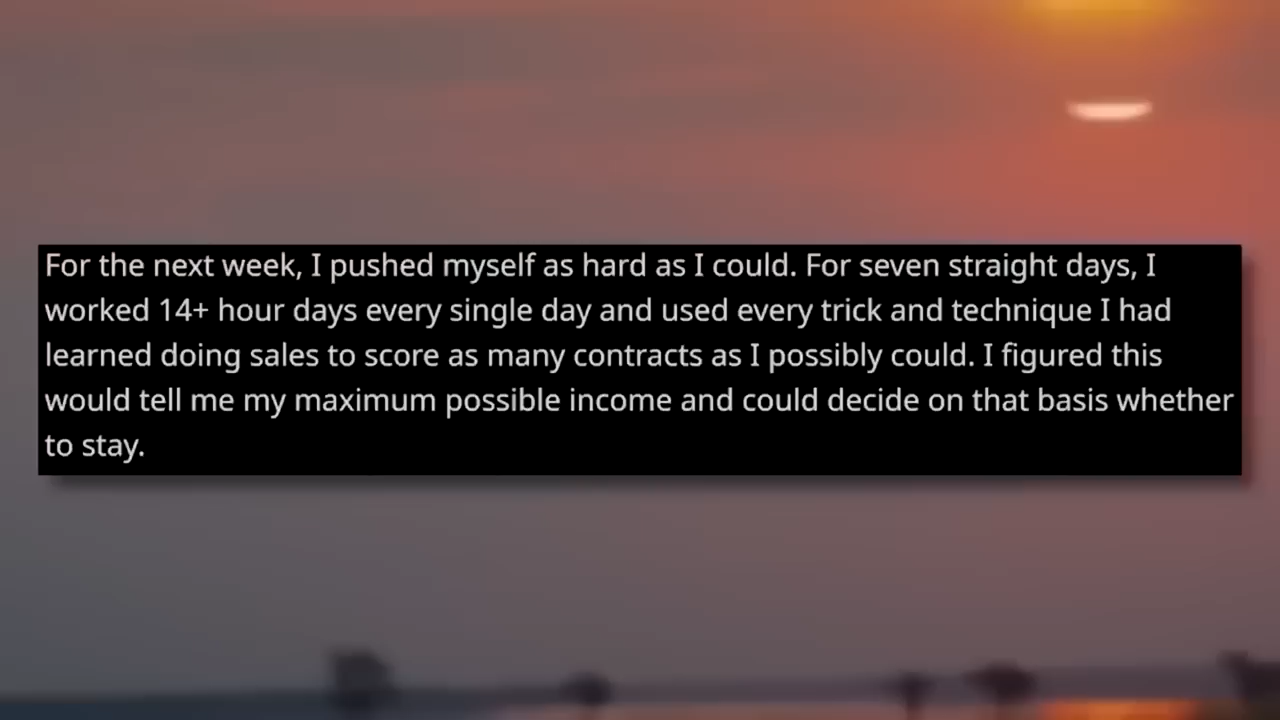 For the next week, I pushed myself as hard as I could. For seven straight days, I
worked 14+ hour days every single day and used every trick and technique I had
learned doing sales to score as many contracts as I possibly could. I figured this
would tell me my maximum possible income and could decide on that basis whether
to stay.